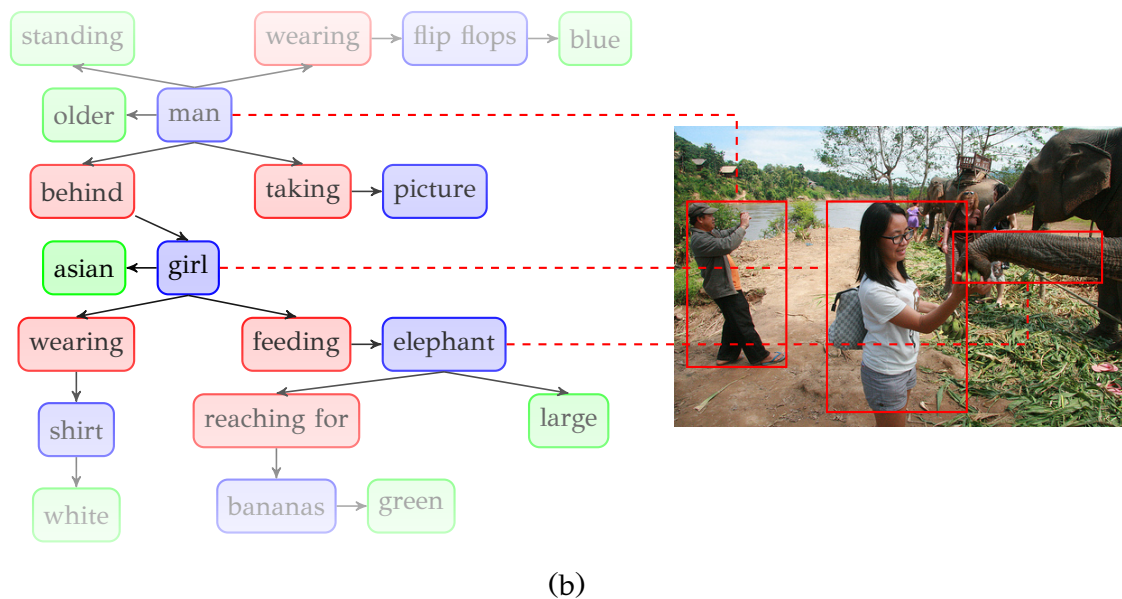 standing
wearing
flip flops
blue
older
man
behind
taking
picture
asian
girl
wearing
feeding
elephant
shirt
reaching for
large
white
bananas
green
(b)